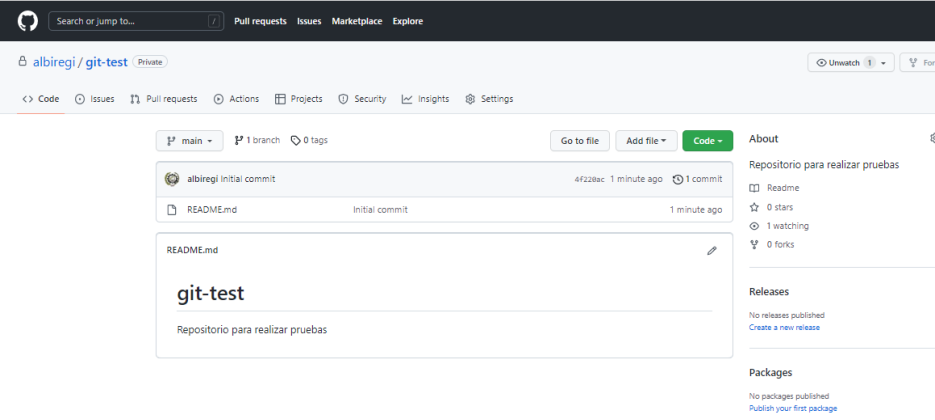 Search or jump to... / Pull requests Issues Marketplace Explore
albiregi / git-test Private Unwatch 1 For
Code Issues Pull requests Actions Projects Security Insights Settings
main 1 branch 0 tags Go to file Add file Code
About
Repositorio para realizar pruebas
albiregi Initial commit 4f220ac 1 minute ago 1 commit
README.md Initial commit 1 minute ago
Readme
0 stars
1 watching
0 forks
README.md
git-test
Repositorio para realizar pruebas
Releases
No releases published
Create a new release
Packages
No packages published
Publish your first package